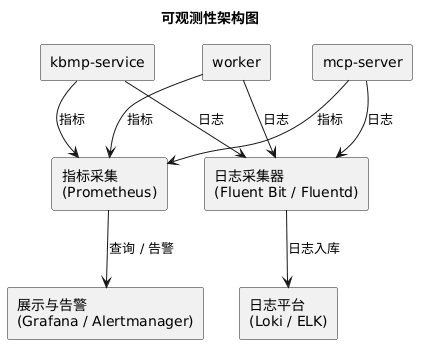 可观测性架构图
kbmp-service
worker
mcp-server
指标
日志
指标
日志
指标
日志
指标采集
(Prometheus)
日志采集器
(Fluent Bit / Fluentd)
查询 / 告警
日志入库
展示与告警
(Grafana / Alertmanager)
日志平台
(Loki / ELK)